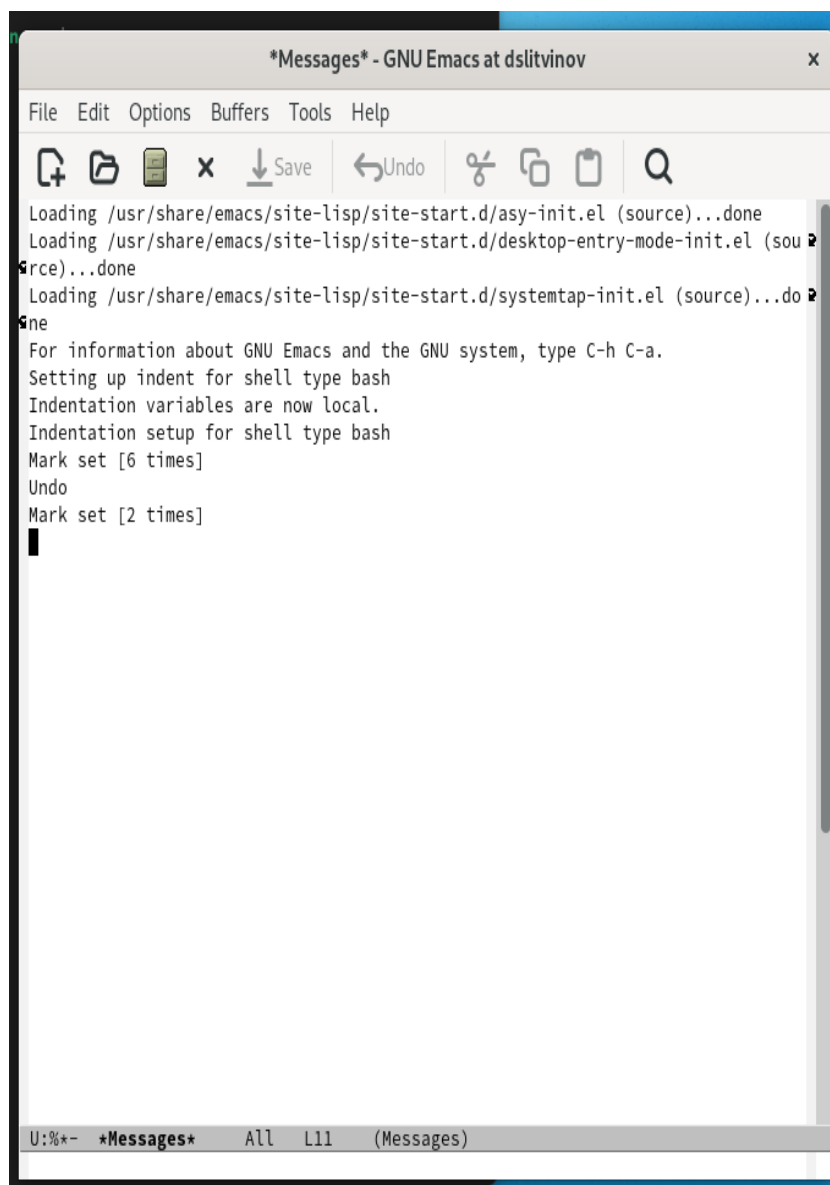 *Messages* - GNU Emacs at dslitvinov
File Edit Options Buffers Tools Help
Save Undo
Loading /usr/share/emacs/site-lisp/site-start.d/asy-init.el (source)...done
Loading /usr/share/emacs/site-lisp/site-start.d/desktop-entry-mode-init.el (sou
rce)...done
Loading /usr/share/emacs/site-lisp/site-start.d/systemtap-init.el (source)...do
ne
For information about GNU Emacs and the GNU system, type C-h C-a.
Setting up indent for shell type bash
Indentation variables are now local.
Indentation setup for shell type bash
Mark set [6 times]
Undo
Mark set [2 times]
U:%*- *Messages* All L11 (Messages)